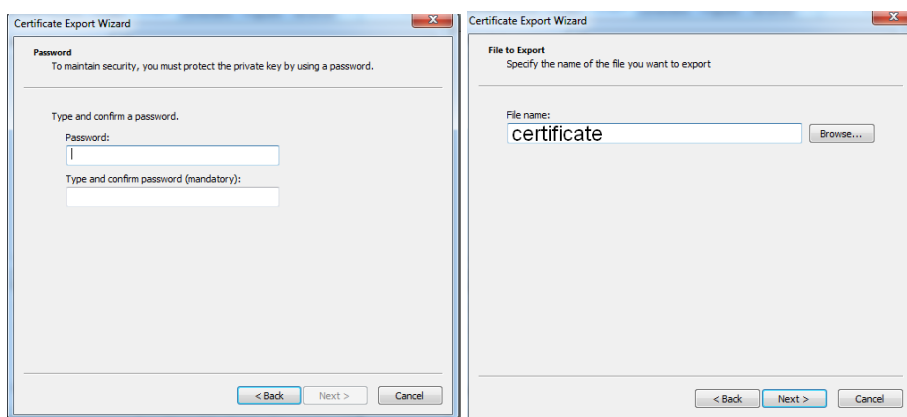 Certificate Export Wizard
X
Password
To maintain security, you must protect the private key by using a password.
Type and confirm a password.
Password:
Type and confirm password (mandatory):
< Back
Next >
Cancel
Certificate Export Wizard
X
File to Export
Specify the name of the file you want to export
File name:
certificate
Browse...
< Back
Next >
Cancel